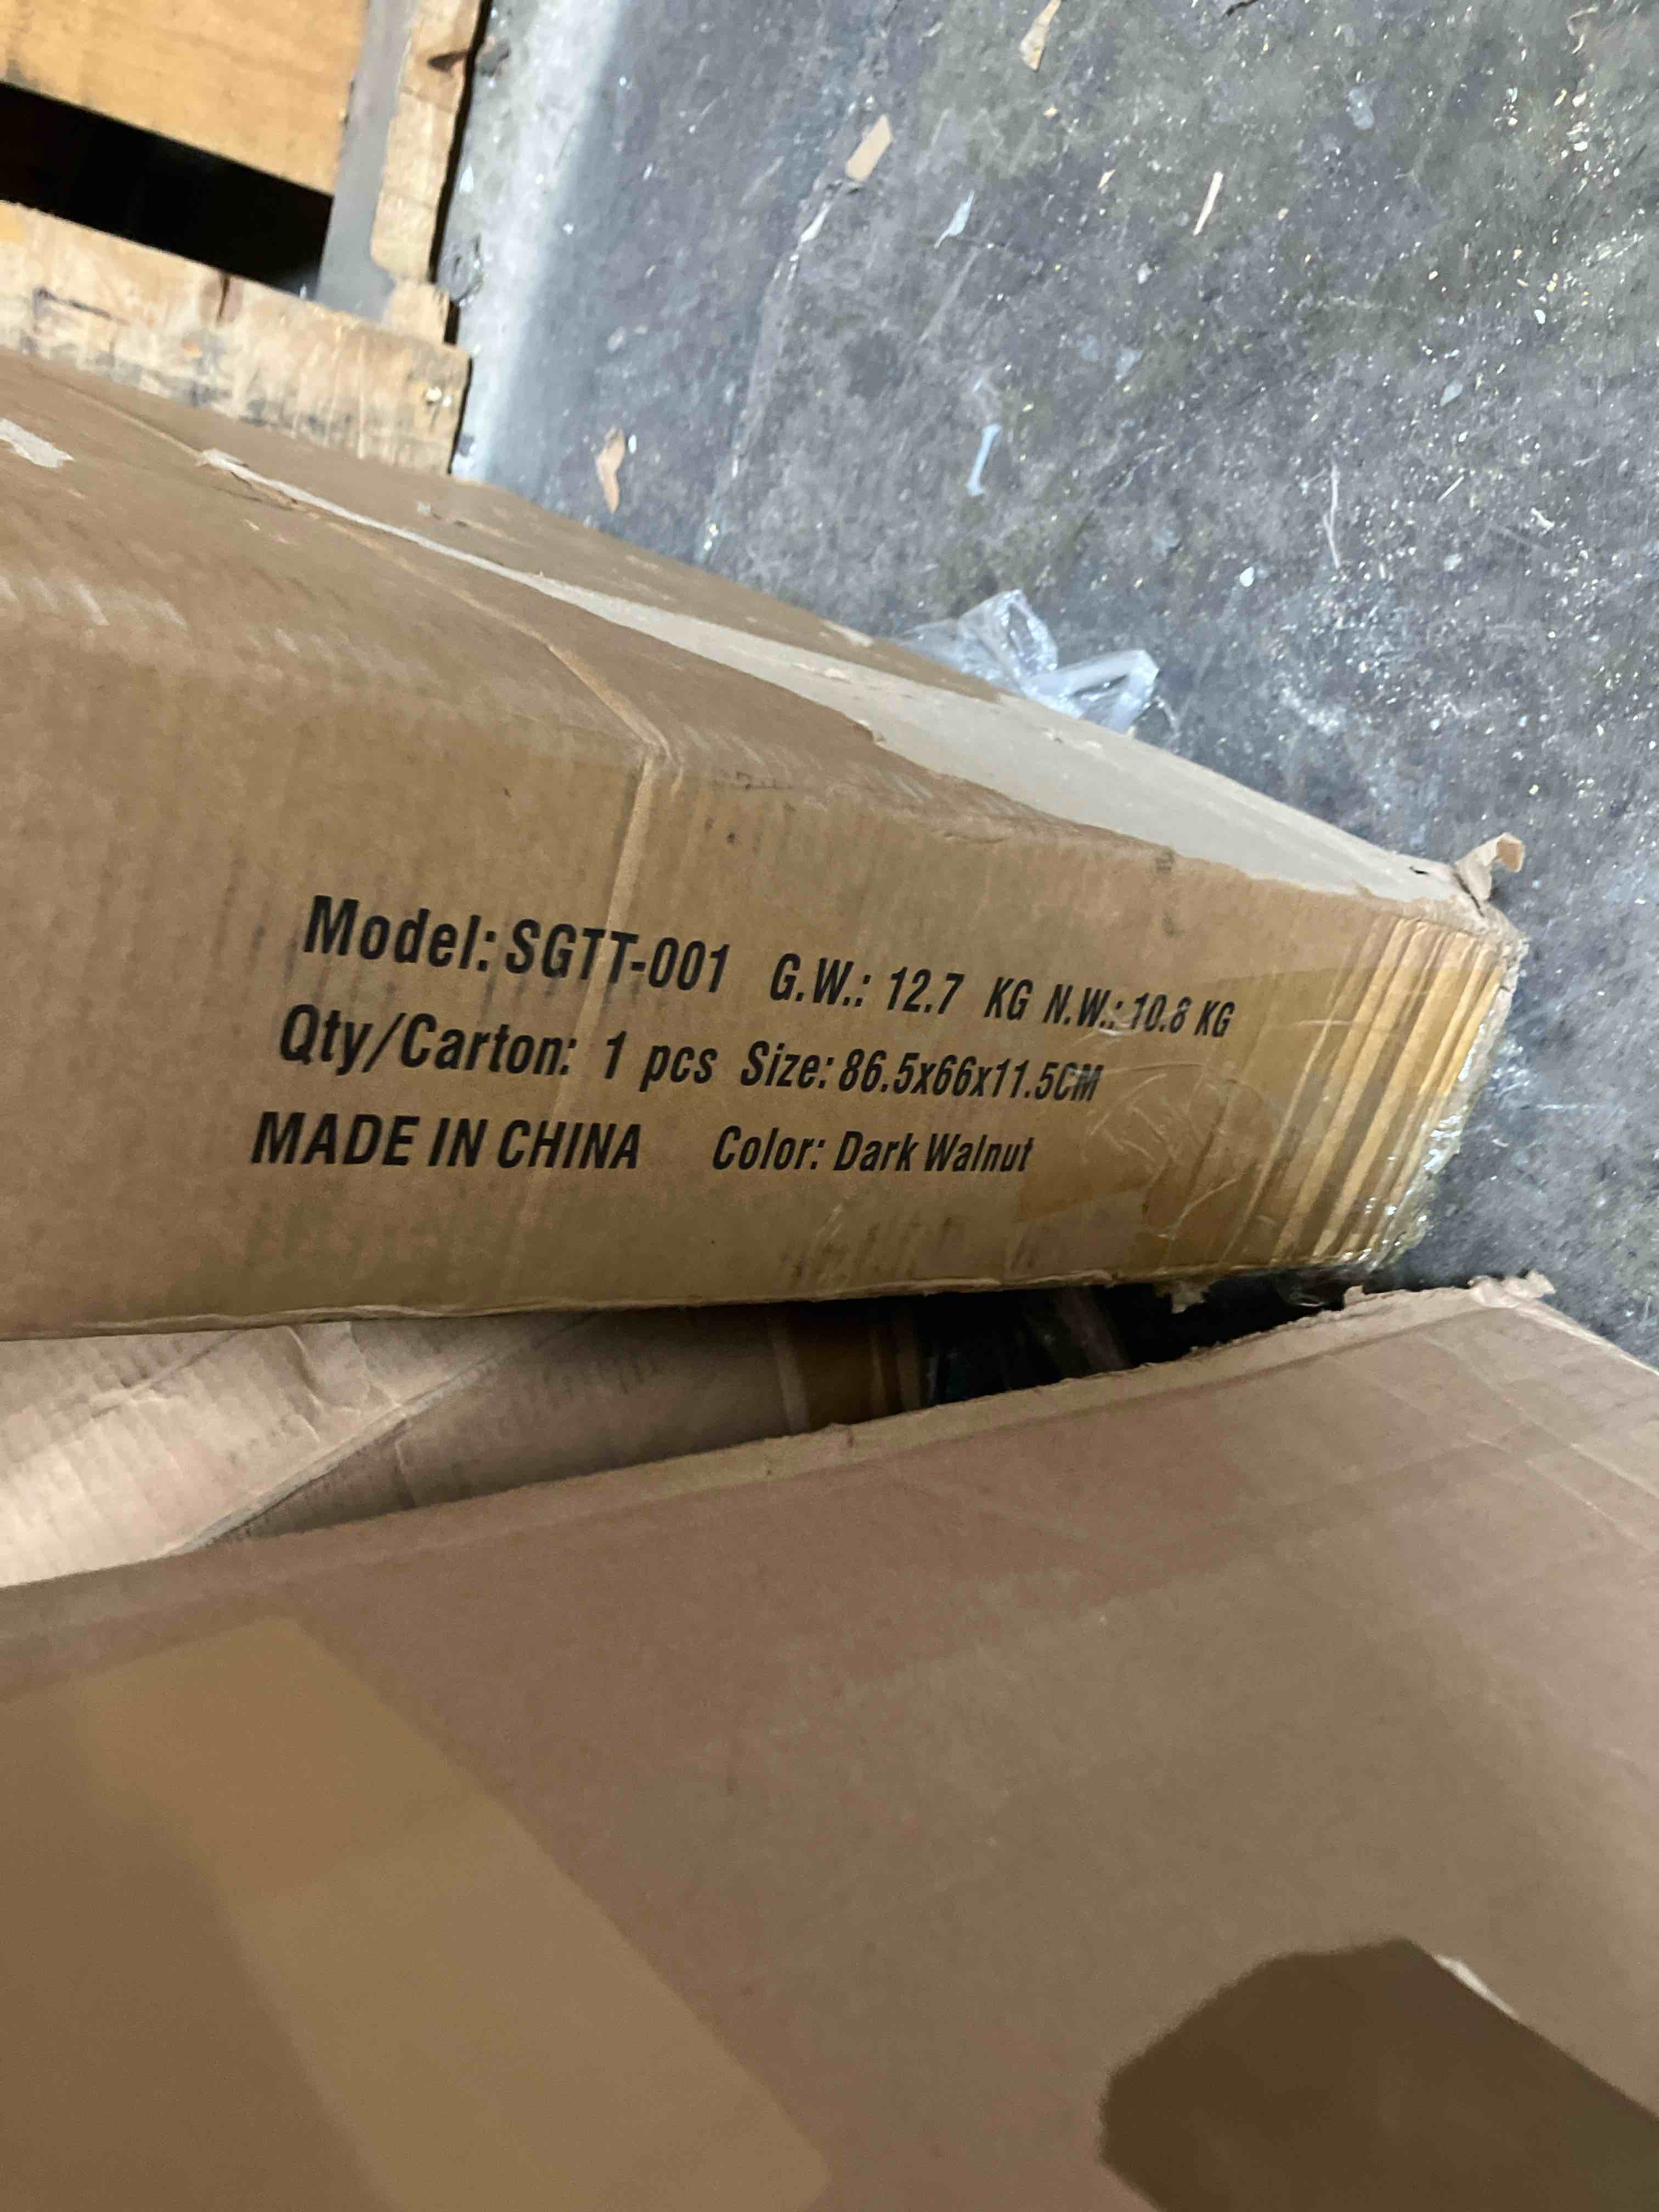 Model: SGTT-001 G.W.: 12.7 KG N.W.: 10.8 KG
Qty/Carton: 1 pcs Size: 86.5x66x11.5CM
MADE IN CHINA Color: Dark Walnut